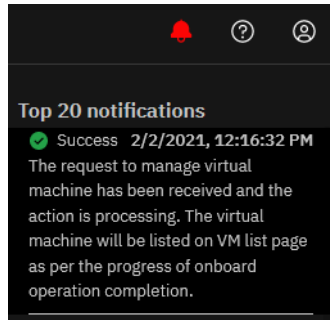 Top 20 notifications
Success 2/2/2021, 12:16:32 PM
The request to manage virtual
machine has been received and the
action is processing. The virtual
machine will be listed on VM list page
as per the progress of onboard
operation completion.